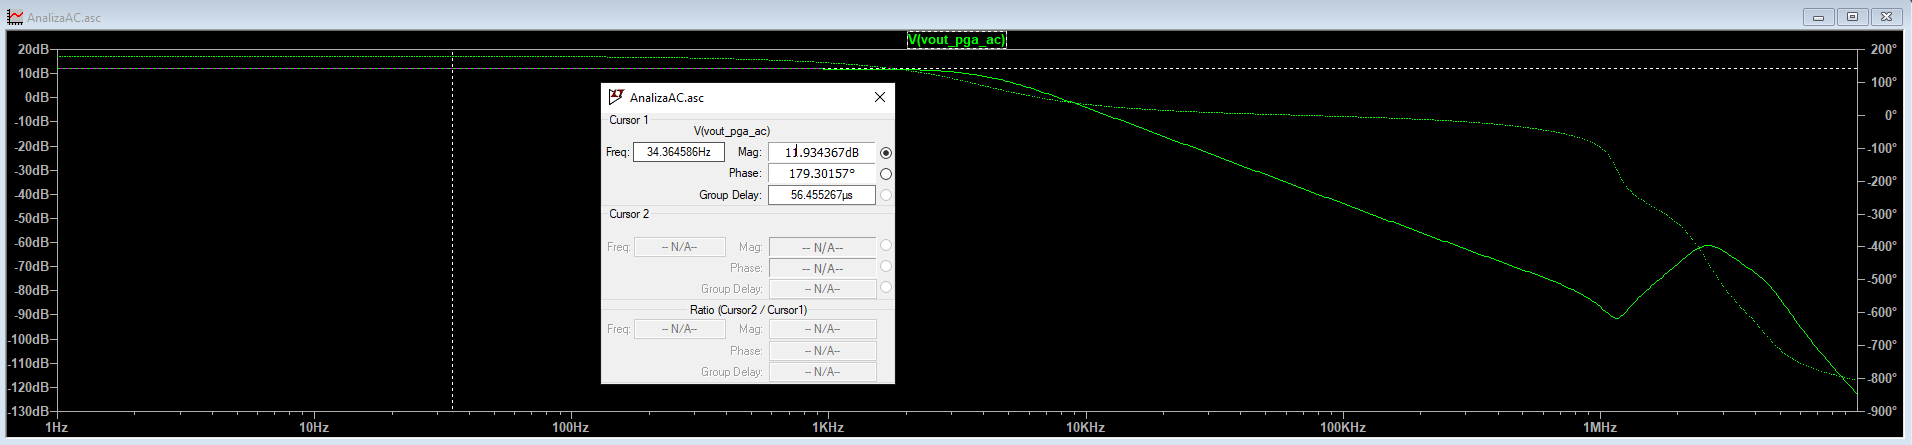 AnalizaAC.asc
V(vout_pga_ac)
20dB
10dB
0dB
-10dB
-20dB
-30dB
-40dB
-50dB
-60dB
-70dB
-80dB
-90dB
-100dB
-110dB
-120dB
-130dB
200°
100°
0°
-100°
-200°
-300°
-400°
-500°
-600°
-700°
-800°
-900°
AnalizaAC.asc
Cursor 1
V(vout_pga_ac)
Freq: 34.364586Hz Mag: 11.934367dB
Phase: 179.30157°
Group Delay: 56.455267µs
Cursor 2
Freq: -- N/A-- Mag: -- N/A--
Phase: -- N/A--
Group Delay: -- N/A--
Ratio (Cursor2 / Cursor1)
Freq: -- N/A-- Mag: -- N/A--
Phase: -- N/A--
Group Delay: -- N/A--
1Hz 10Hz 100Hz 1KHz 10KHz 100KHz 1MHz